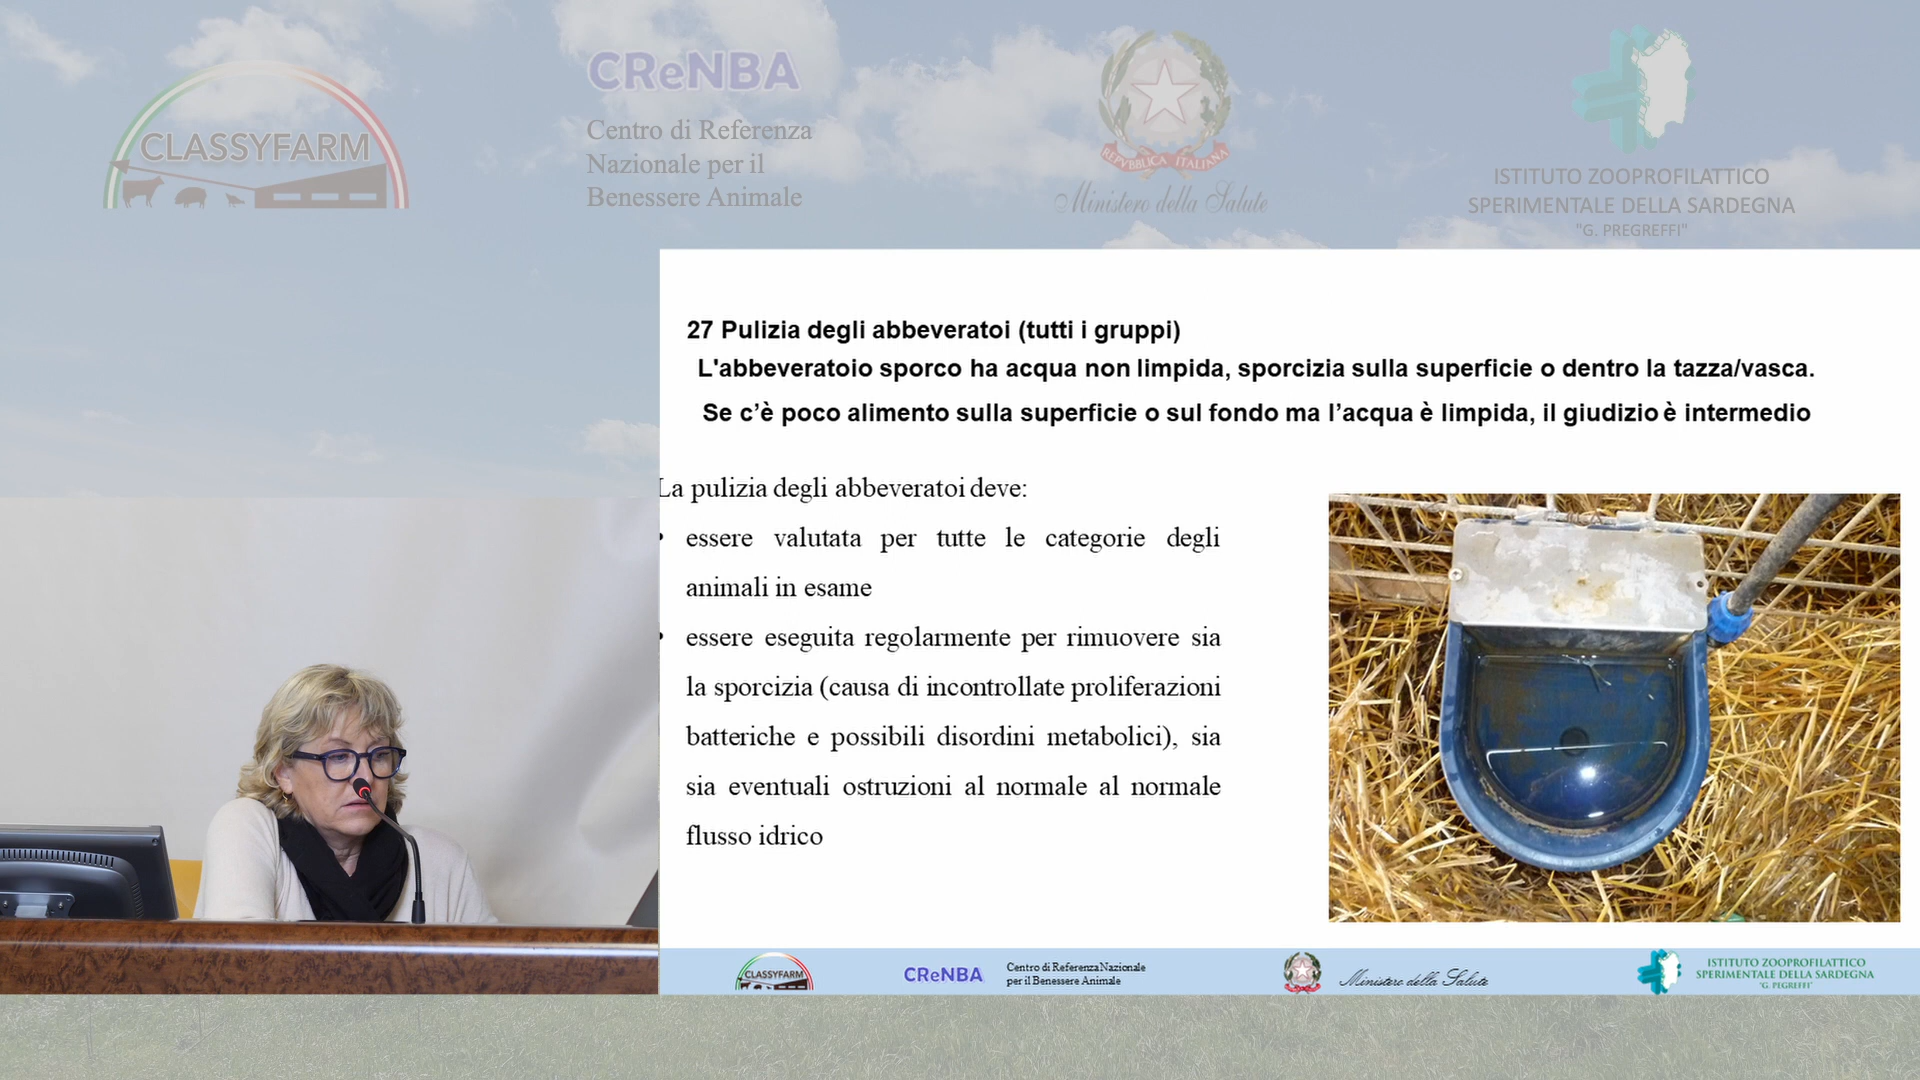 CLASSYFARM
CReNBA
Centro di Referenza
Nazionale per il
Benessere Animale
REPVBBLICA ITALIANA
Ministero della Salute
ISTITUTO ZOOPROFILATTICO
SPERIMENTALE DELLA SARDEGNA
"G. PREGREFFI"
27 Pulizia degli abbeveratoi (tutti i gruppi)
L'abbeveratoio sporco ha acqua non limpida, sporcizia sulla superficie o dentro la tazza/vasca.
Se c’è poco alimento sulla superficie o sul fondo ma l’acqua è limpida, il giudizio è intermedio
La pulizia degli abbeveratoi deve:
• essere valutata per tutte le categorie degli
animali in esame
• essere eseguita regolarmente per rimuovere sia
la sporcizia (causa di incontrollate proliferazioni
batteriche e possibili disordini metabolici), sia
sia eventuali ostruzioni al normale al normale
flusso idrico
CLASSYFARM
CReNBA
Centro di Referenza Nazionale
per il Benessere Animale
Ministero della Salute
ISTITUTO ZOOPROFILATTICO
SPERIMENTALE DELLA SARDEGNA
"G. PEGREFFI"